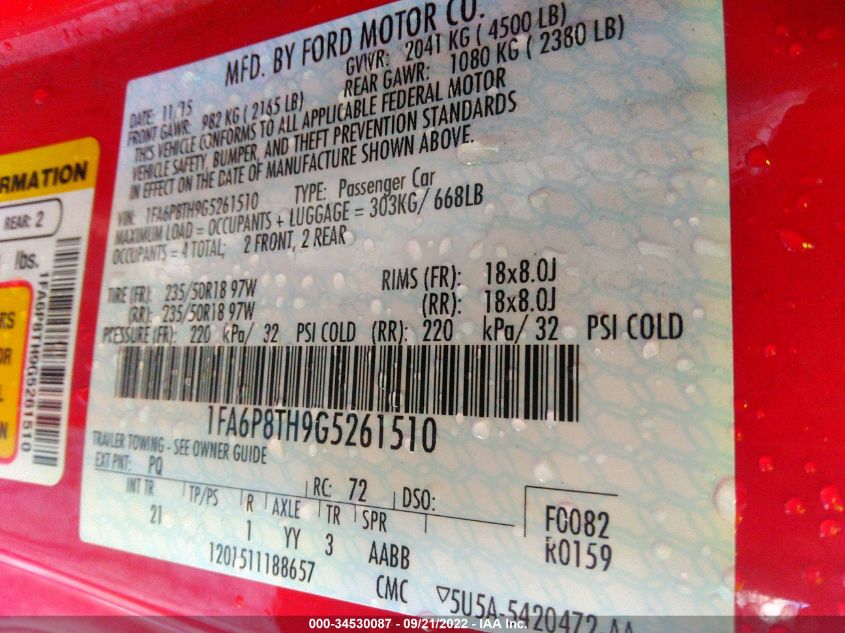 MFD. BY FORD MOTOR CO.
DATE: 11/15 GVWR: 2041 KG ( 4500 LB)
FRONT GAWR: 982 KG ( 2165 LB) REAR GAWR: 1080 KG ( 2380 LB)
THIS VEHICLE CONFORMS TO ALL APPLICABLE FEDERAL MOTOR
VEHICLE SAFETY, BUMPER, AND THEFT PREVENTION STANDARDS
IN EFFECT ON THE DATE OF MANUFACTURE SHOWN ABOVE.
VIN: 1FA6P8TH9G5261510 TYPE: Passenger Car
MAXIMUM LOAD = OCCUPANTS + LUGGAGE = 303KG/ 668LB
OCCUPANTS = 4 TOTAL; 2 FRONT, 2 REAR
TIRE (FR): 235/50R18 97W RIMS (FR): 18x8.0J
(RR): 235/50R18 97W (RR): 18x8.0J
PRESSURE (FR): 220 kPa/ 32 PSI COLD (RR): 220 kPa/ 32 PSI COLD
1FA6P8TH9G5261510
TRAILER TOWING - SEE OWNER GUIDE
EXT PNT: PQ RC: 72 DSO:
INT TR TP/PS R AXLE TR SPR
21 1 YY 3 AABB
F0082
R0159
1201511188657 CMC
▽5U5A-5420472-AA
RMATION
REAR: 2
lbs.
1FA6P8TH9G5261510
RS
OR
L
ON
000-34530087 - 09/21/2022 - IAA Inc.